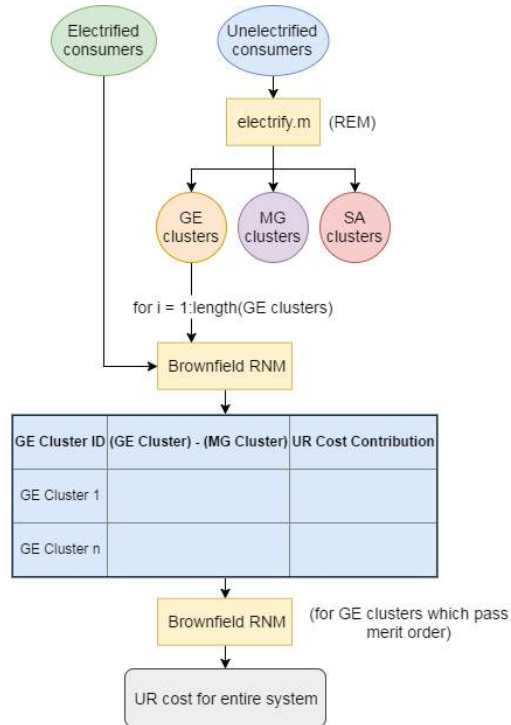 Electrified
consumers
Unelectrified
consumers
electrify.m
(REM)
GE
clusters
MG
clusters
SA
clusters
for i = 1:length(GE clusters)
Brownfield RNM
GE Cluster ID
(GE Cluster) - (MG Cluster)
UR Cost Contribution
GE Cluster 1
GE Cluster n
Brownfield RNM
(for GE clusters which pass
merit order)
UR cost for entire system